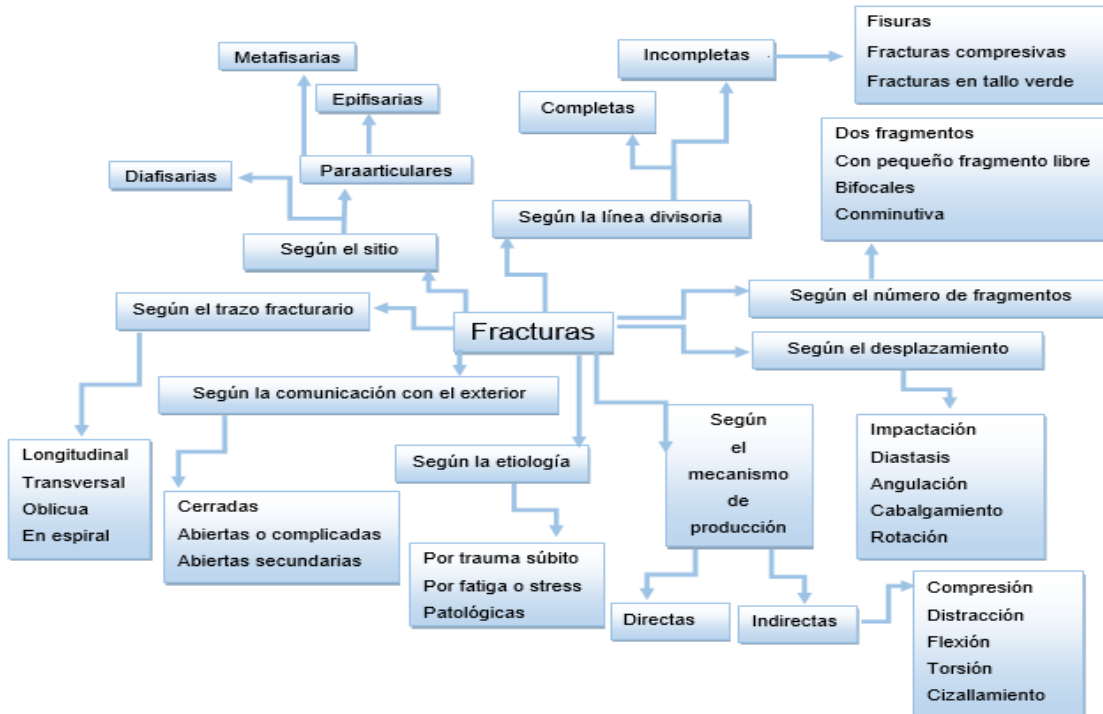 Fisuras
Fracturas compresivas
Fracturas en tallo verde
Incompletas
Metafisarias
Epifisarias
Completas
Dos fragmentos
Con pequeño fragmento libre
Bifocales
Conminutiva
Diafisarias
Paraarticulares
Según la línea divisoria
Según el sitio
Según el número de fragmentos
Según el trazo fracturario
Fracturas
Según el desplazamiento
Según la comunicación con el exterior
Longitudinal
Transversal
Oblicua
En espiral
Cerradas
Abiertas o complicadas
Abiertas secundarias
Según la etiología
Por trauma súbito
Por fatiga o stress
Patológicas
Según
el
mecanismo
de
producción
Impactación
Diastasis
Angulación
Cabalgamiento
Rotación
Directas
Indirectas
Compresión
Distracción
Flexión
Torsión
Cizallamiento